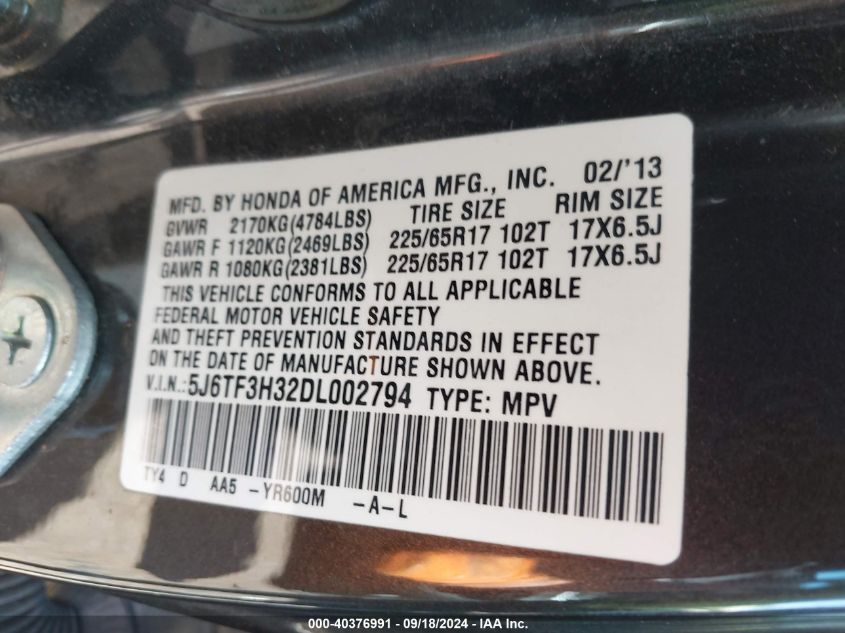 MFD. BY HONDA OF AMERICA MFG., INC. 02/'13
GVWR 2170KG(4784LBS) TIRE SIZE RIM SIZE
GAWR F 1120KG(2469LBS) 225/65R17 102T 17X6.5J
GAWR R 1080KG(2381LBS) 225/65R17 102T 17X6.5J
THIS VEHICLE CONFORMS TO ALL APPLICABLE
FEDERAL MOTOR VEHICLE SAFETY
AND THEFT PREVENTION STANDARDS IN EFFECT
ON THE DATE OF MANUFACTURE SHOWN ABOVE.
V.I.N.: 5J6TF3H32DL002794 TYPE: MPV
TY4 D AA5 -YR600M -A-L
000 - 40376991 - 09/18/2024 - IAA Inc.